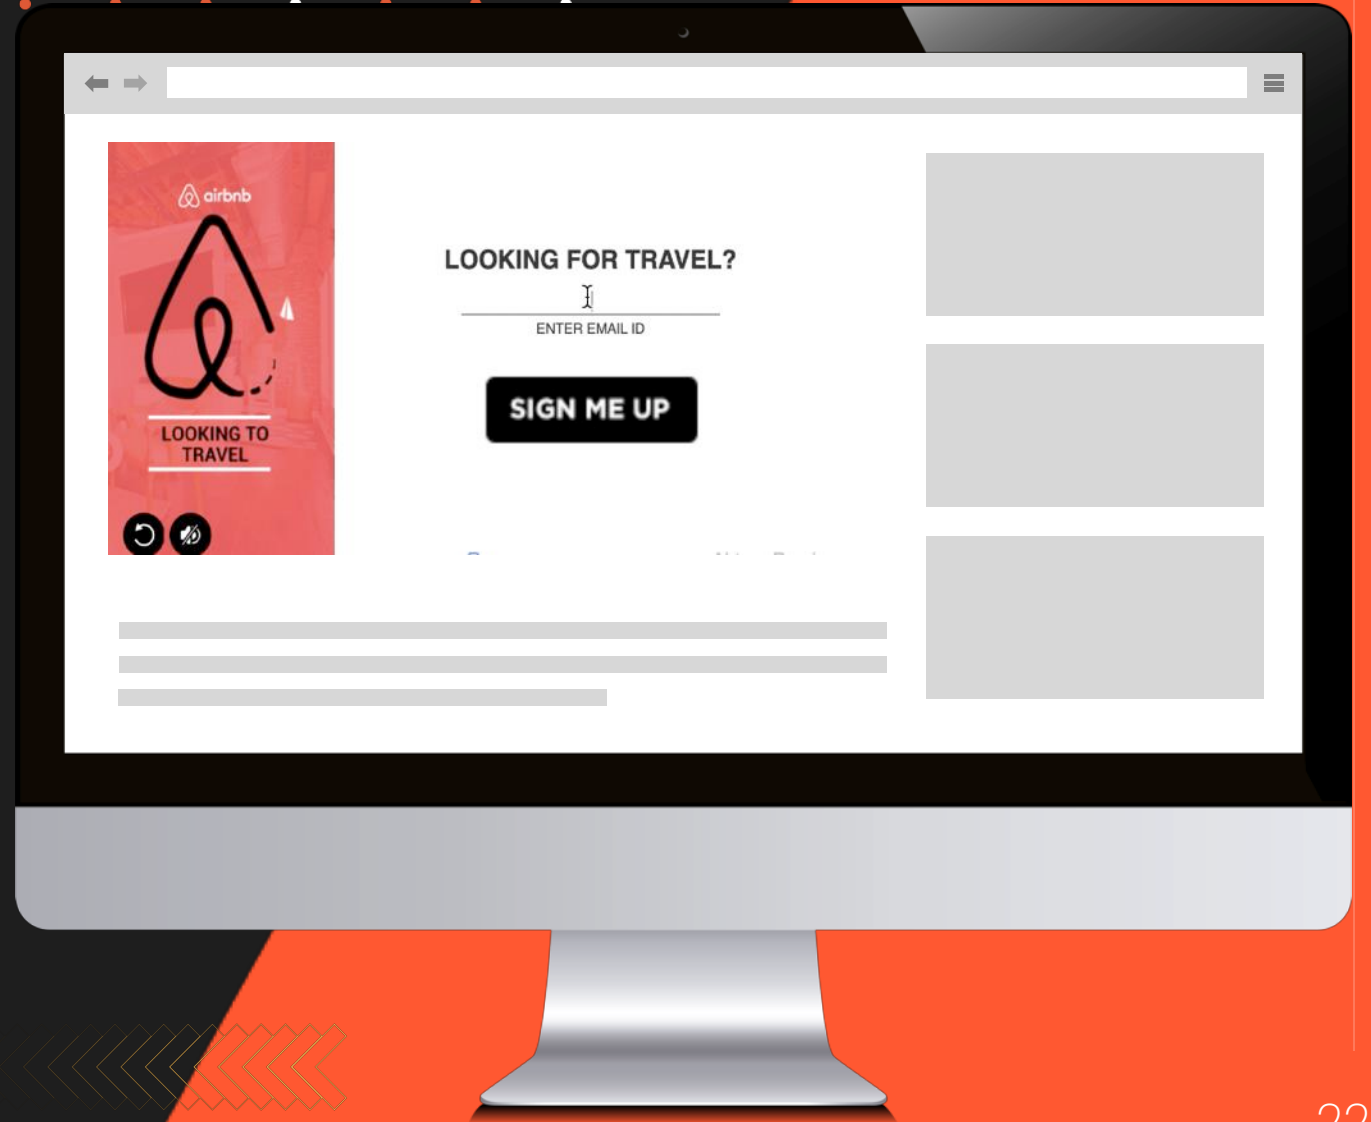 airbnb
LOOKING TO
TRAVEL
LOOKING FOR TRAVEL?
ENTER EMAIL ID
SIGN ME UP